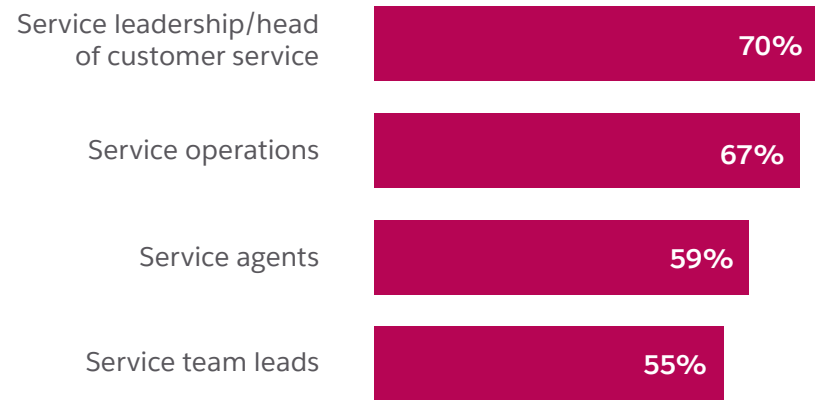 Service leadership/head
of customer service
70%
Service operations
67%
Service agents
59%
Service team leads
55%